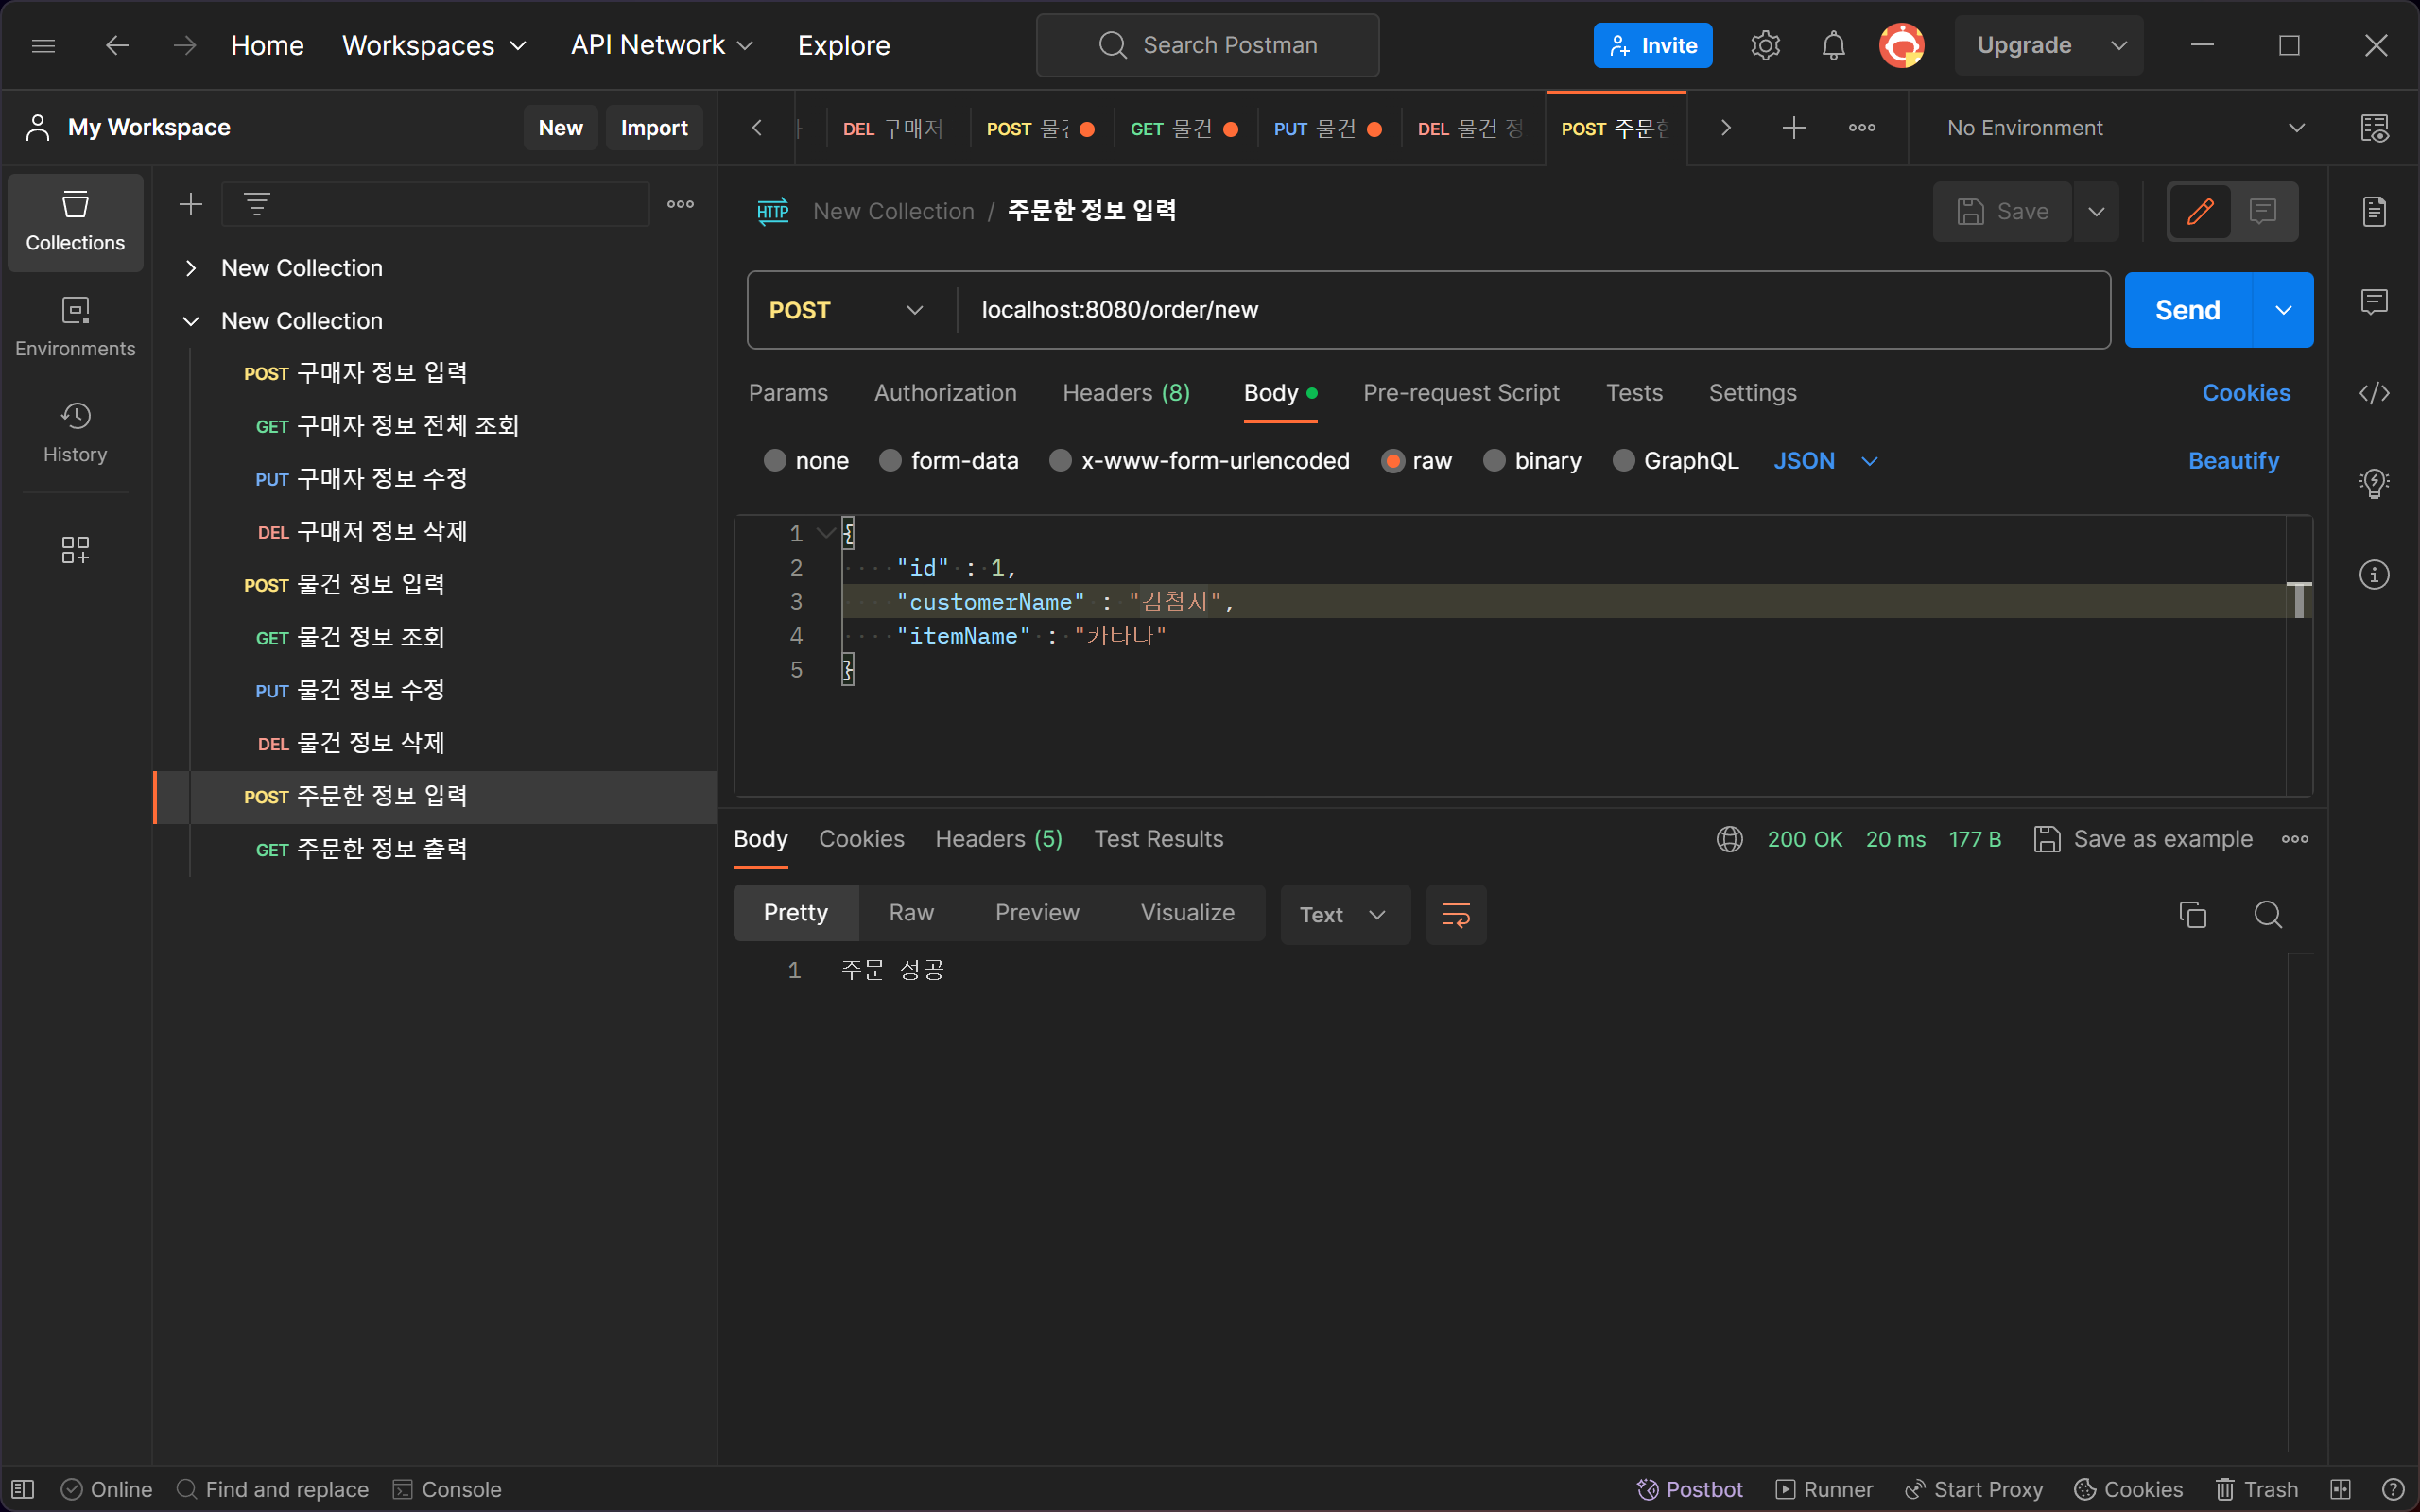 Home Workspaces API Network Explore Search Postman Invite Upgrade
My Workspace New Import DEL 구매저 POST 물 GET 물건 PUT 물건 DEL 물건 정 POST 주문한 No Environment
Collections
Environments
History
New Collection
New Collection
POST 구매자 정보 입력
GET 구매자 정보 전체 조회
PUT 구매자 정보 수정
DEL 구매저 정보 삭제
POST 물건 정보 입력
GET 물건 정보 조회
PUT 물건 정보 수정
DEL 물건 정보 삭제
POST 주문한 정보 입력
GET 주문한 정보 출력
HTTP New Collection / 주문한 정보 입력 Save
POST localhost:8080/order/new Send
Params Authorization Headers (8) Body Pre-request Script Tests Settings Cookies
none form-data x-www-form-urlencoded raw binary GraphQL JSON Beautify
1 {
2 "id" : 1,
3 "customerName" : "김첨지",
4 "itemName" : "카타나"
5 }
Body Cookies Headers (5) Test Results 200 OK 20 ms 177 B Save as example
Pretty Raw Preview Visualize Text
1 주문 성공
Online Find and replace Console Postbot Runner Start Proxy Cookies Trash